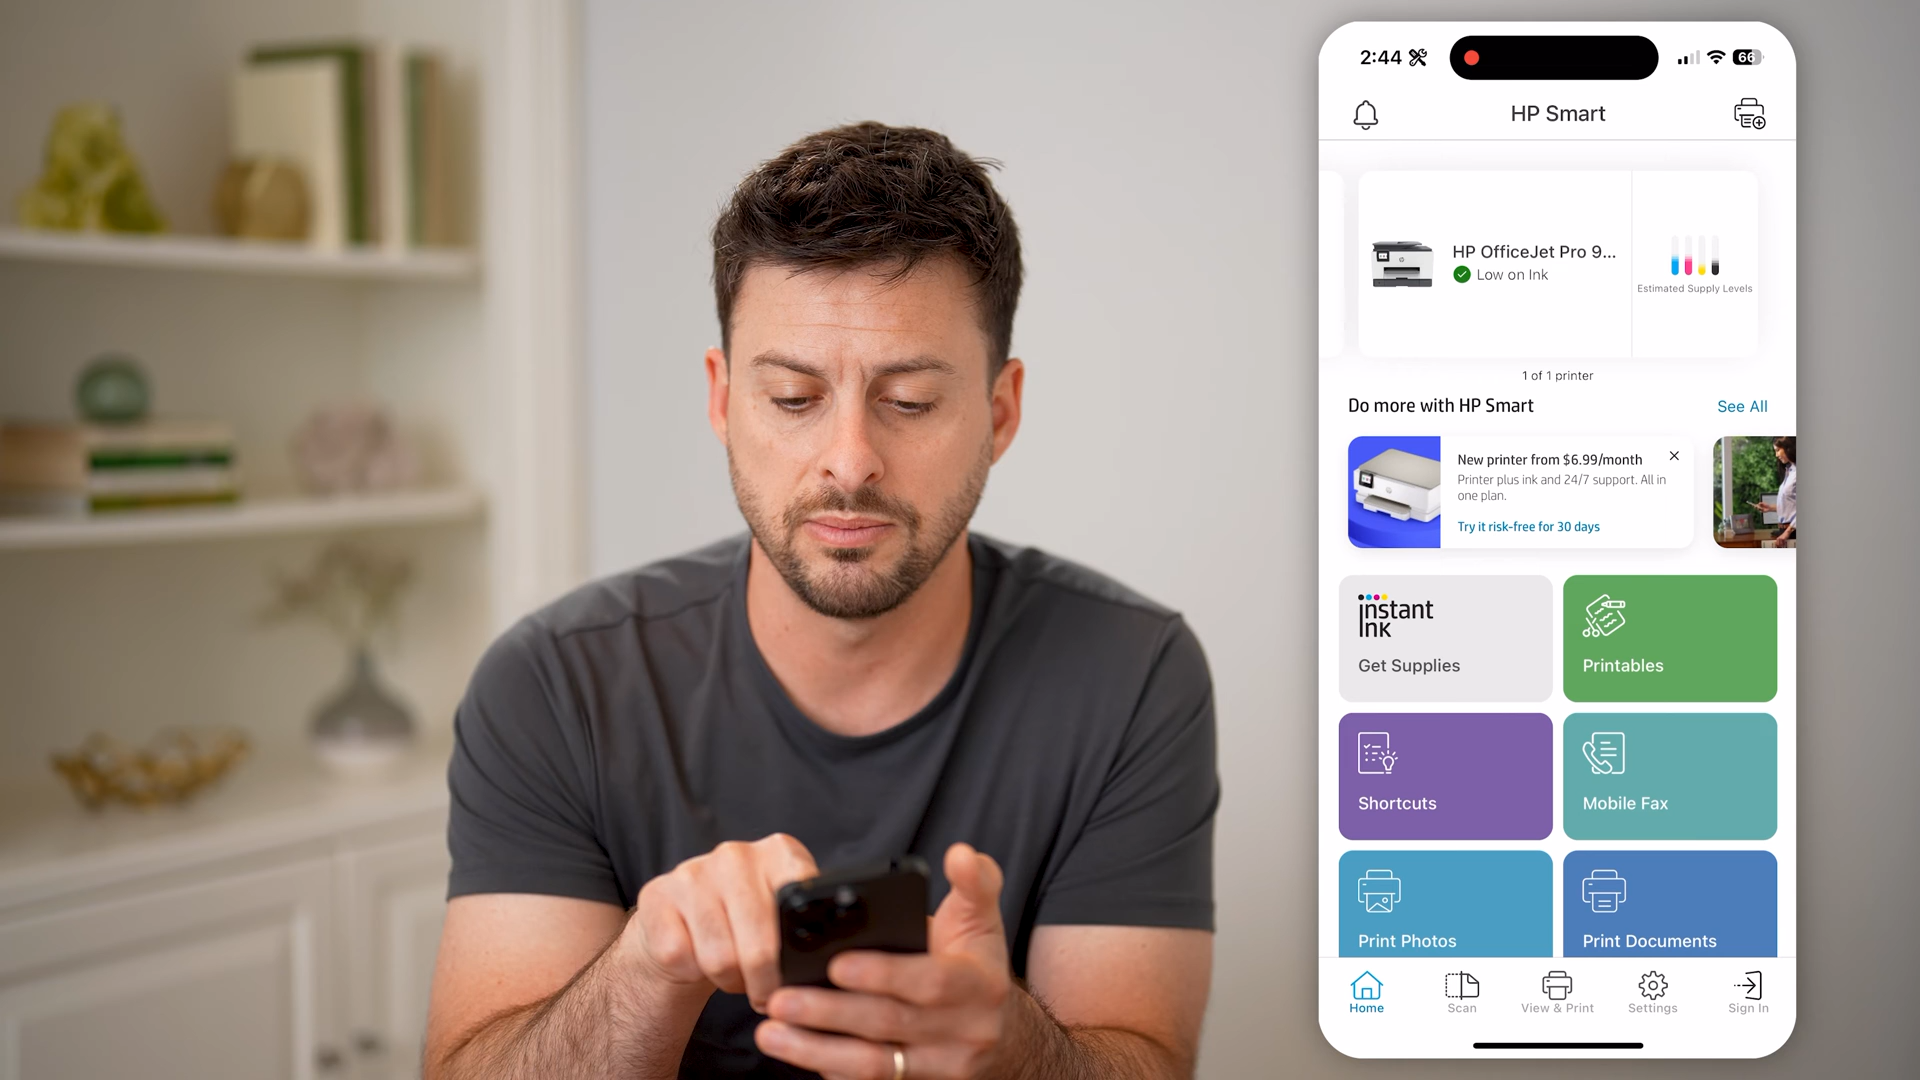 2:44
66
HP Smart
HP OfficeJet Pro 9...
Low on Ink
Estimated Supply Levels
1 of 1 printer
Do more with HP Smart
See All
New printer from $6.99/month
Printer plus ink and 24/7 support. All in
one plan.
Try it risk-free for 30 days
instant
ink
Get Supplies
Printables
Shortcuts
Mobile Fax
Print Photos
Print Documents
Home
Scan
View & Print
Settings
Sign In